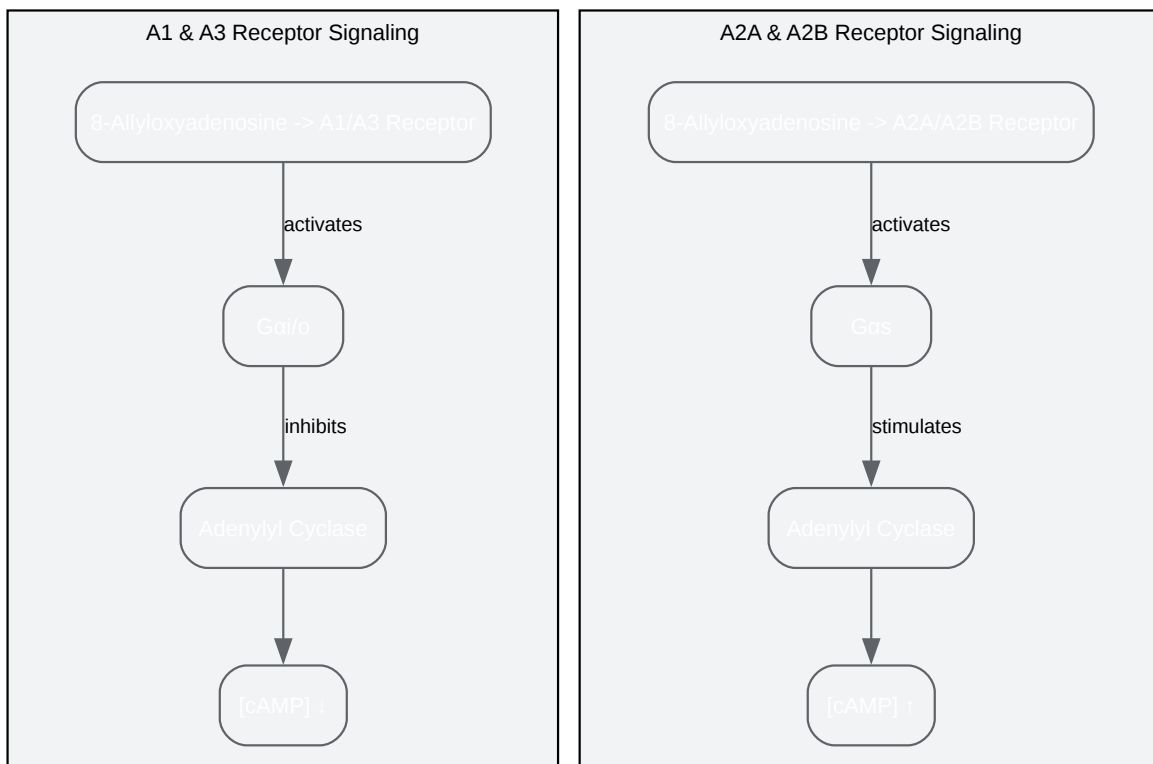 A1 & A3 Receptor Signaling
8-Allyloxyadenosine -> A1/A3 Receptor
activates
Gαi/o
inhibits
Adenylyl Cyclase
[cAMP] ↓
A2A & A2B Receptor Signaling
8-Allyloxyadenosine -> A2A/A2B Receptor
activates
Gαs
stimulates
Adenylyl Cyclase
[cAMP] ↑